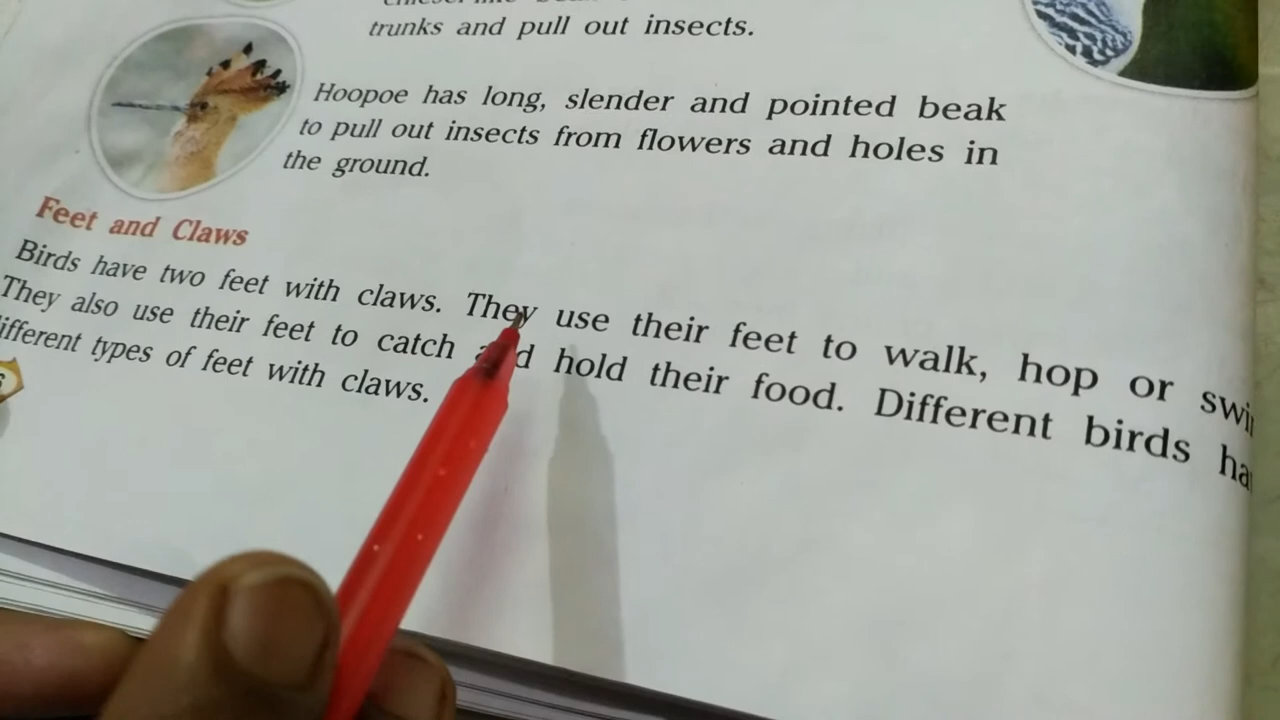 trunks and pull out insects.
Hoopoe has long, slender and pointed beak
to pull out insects from flowers and holes in
the ground.
Feet and Claws
Birds have two feet with claws. They use their feet to walk, hop or
They also use their feet to catch and hold their food. Different birds
different types of feet with claws.